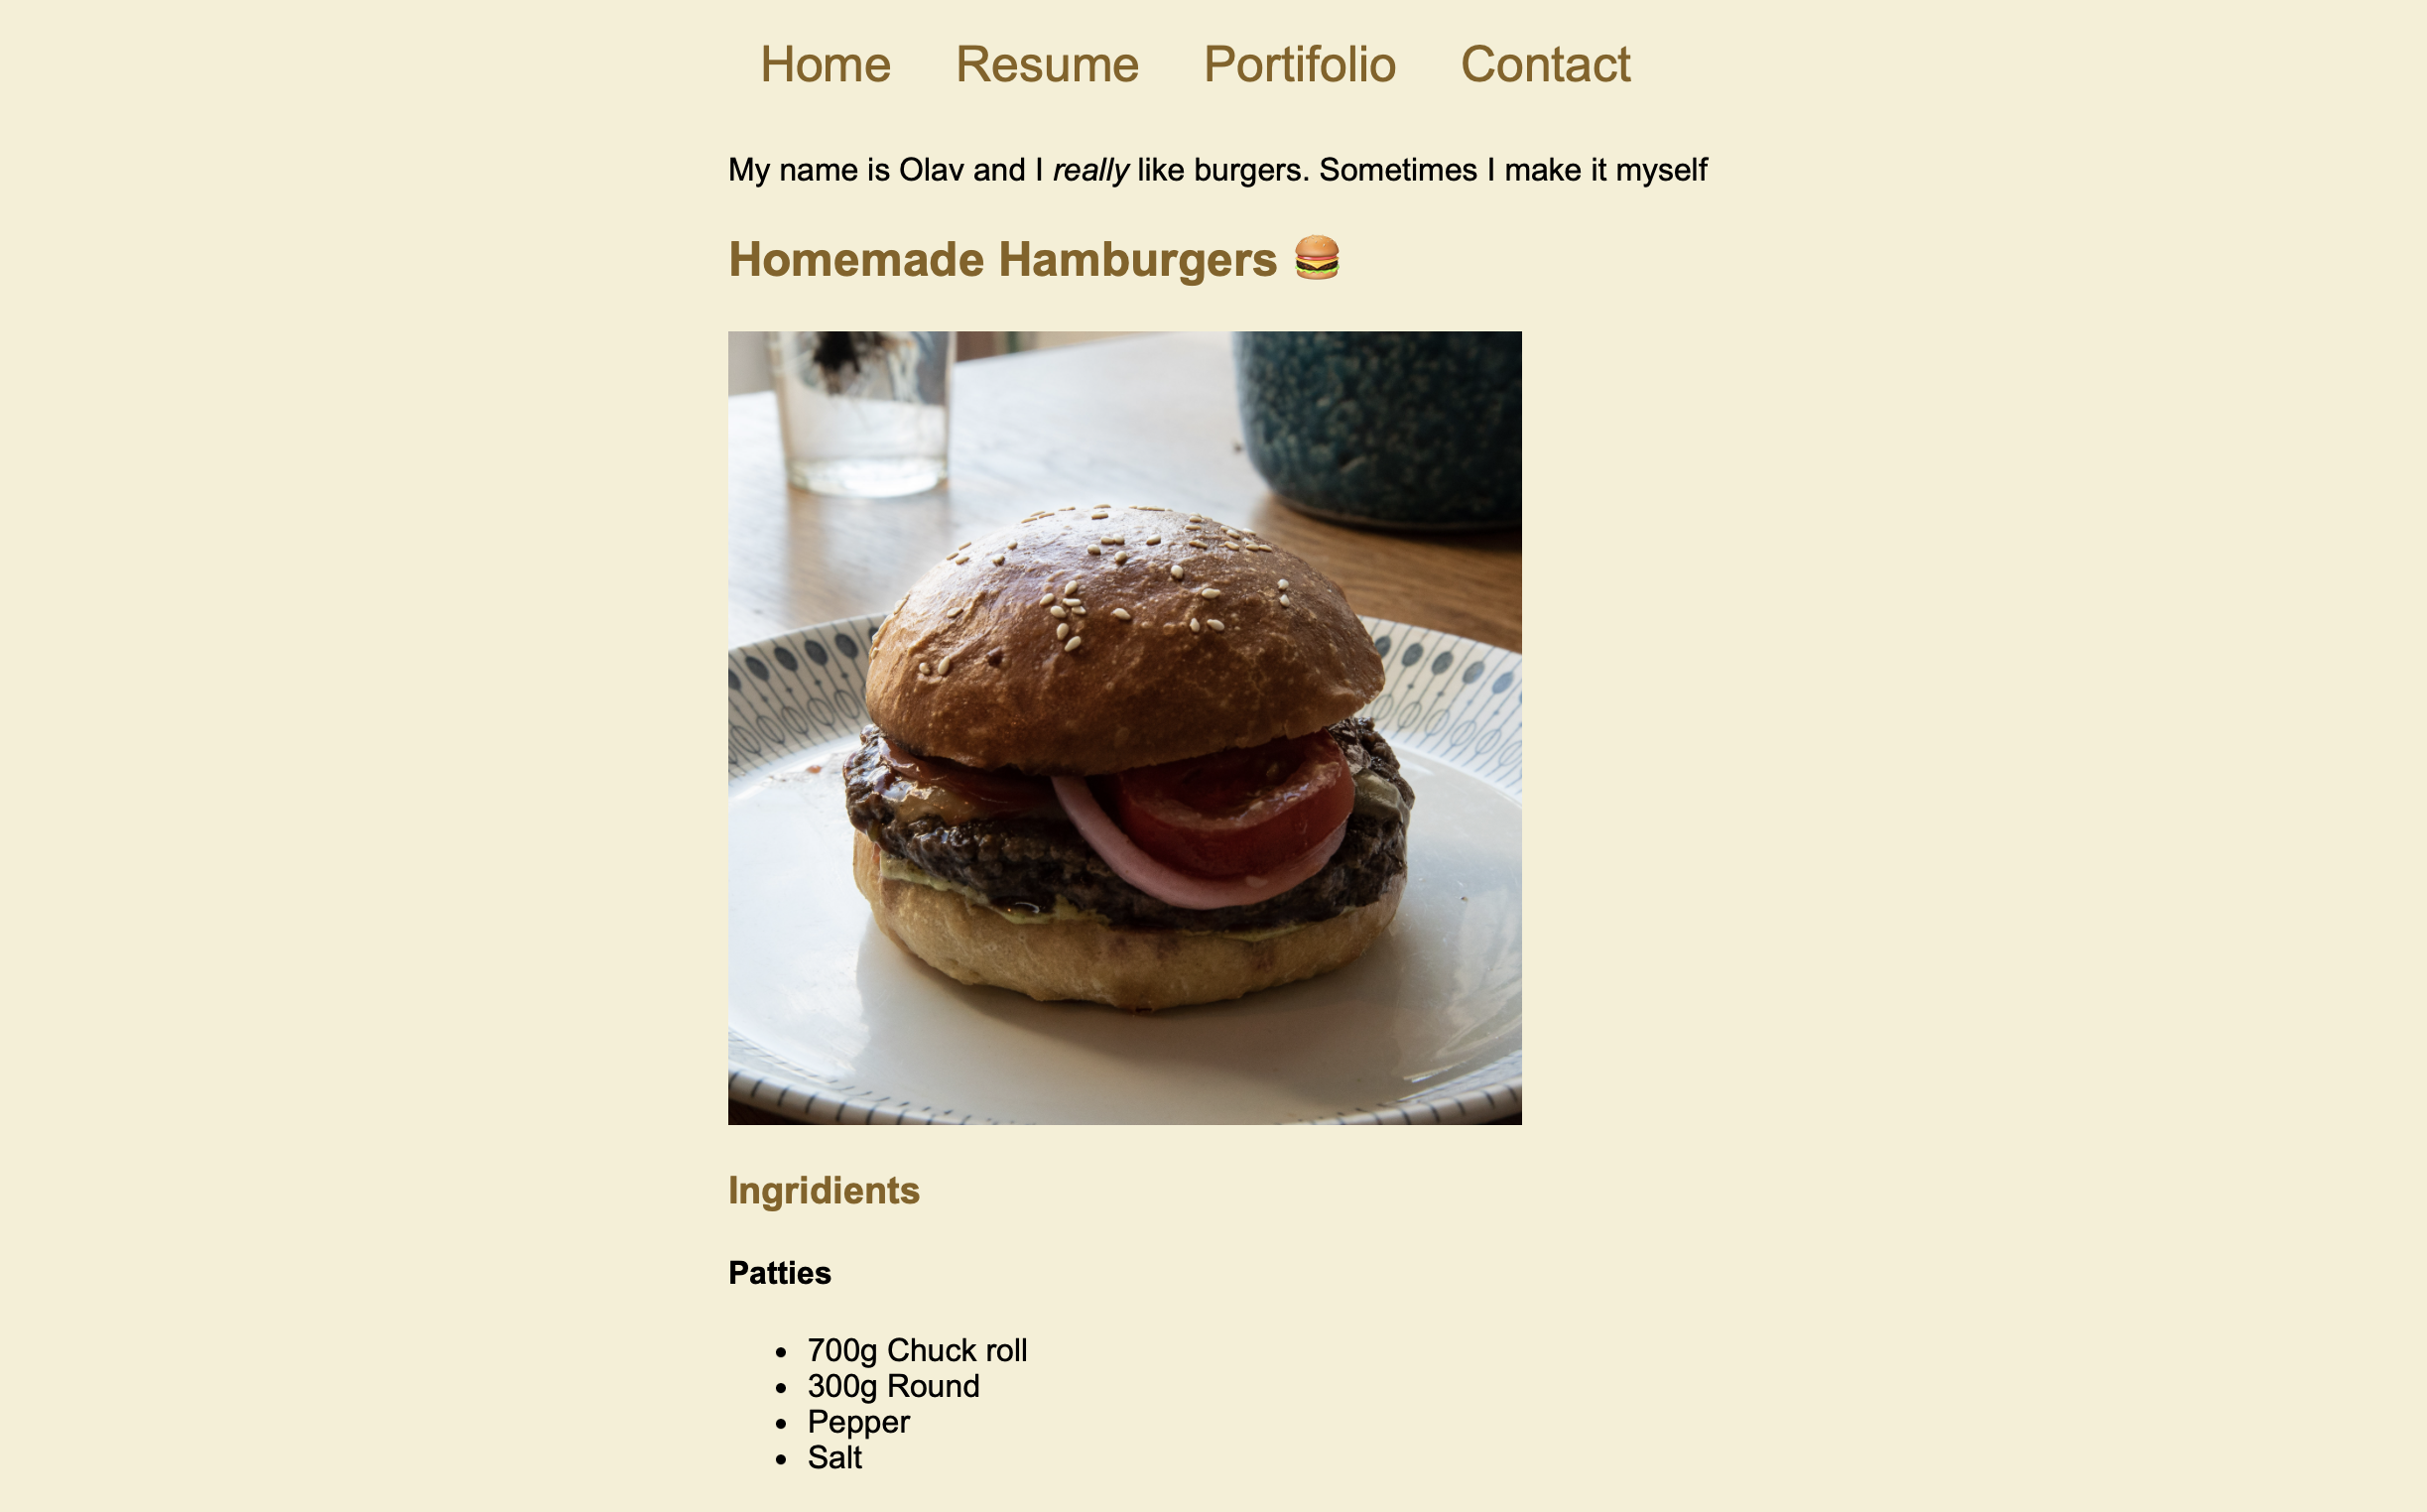 Home Resume Portifolio Contact
My name is Olav and I really like burgers. Sometimes I make it myself
Homemade Hamburgers 🍔
Ingridients
Patties
700g Chuck roll
300g Round
Pepper
Salt